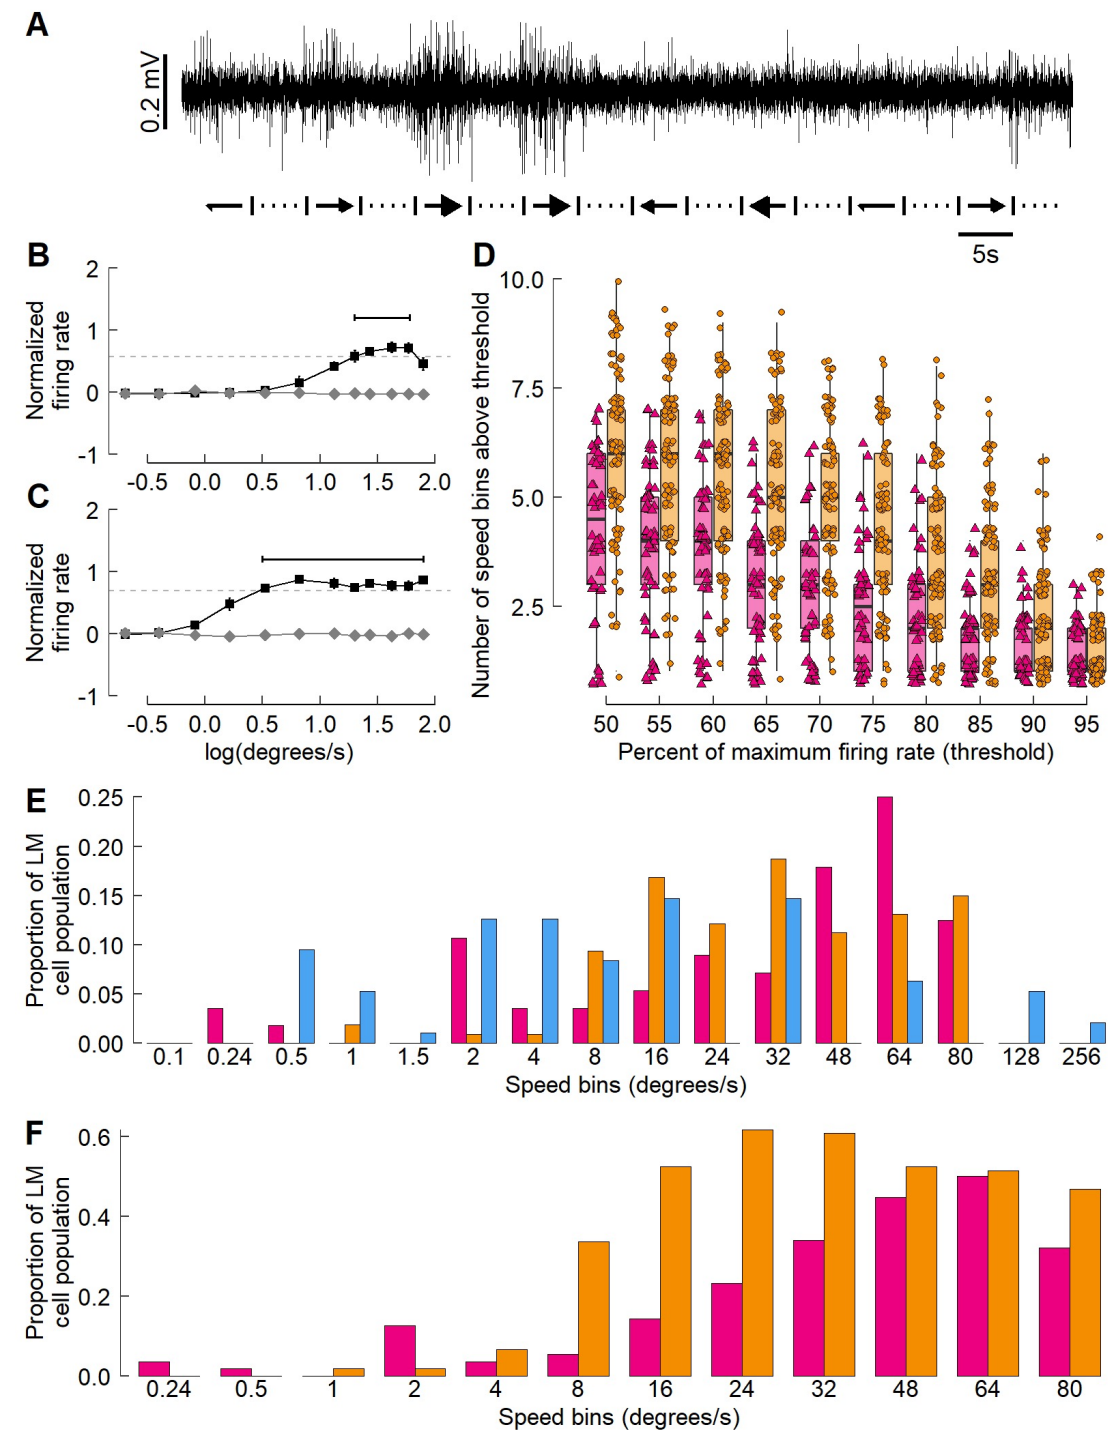 A
0.2 mV
5s
B
2
1
0
-1
Normalized
firing rate
-0.5 0.0 0.5 1.0 1.5 2.0
C
2
1
0
-1
Normalized
firing rate
-0.5 0.0 0.5 1.0 1.5 2.0
log(degrees/s)
D
10.0
7.5
5.0
2.5
Number of speed bins above threshold
50 55 60 65 70 75 80 85 90 95
Percent of maximum firing rate (threshold)
E
0.25
0.20
0.15
0.10
0.05
0.00
Proportion of LM
cell population
0.1 0.24 0.5 1 1.5 2 4 8 16 24 32 48 64 80 128 256
Speed bins (degrees/s)
F
0.6
0.4
0.2
0.0
Proportion of LM
cell population
0.24 0.5 1 2 4 8 16 24 32 48 64 80
Speed bins (degrees/s)